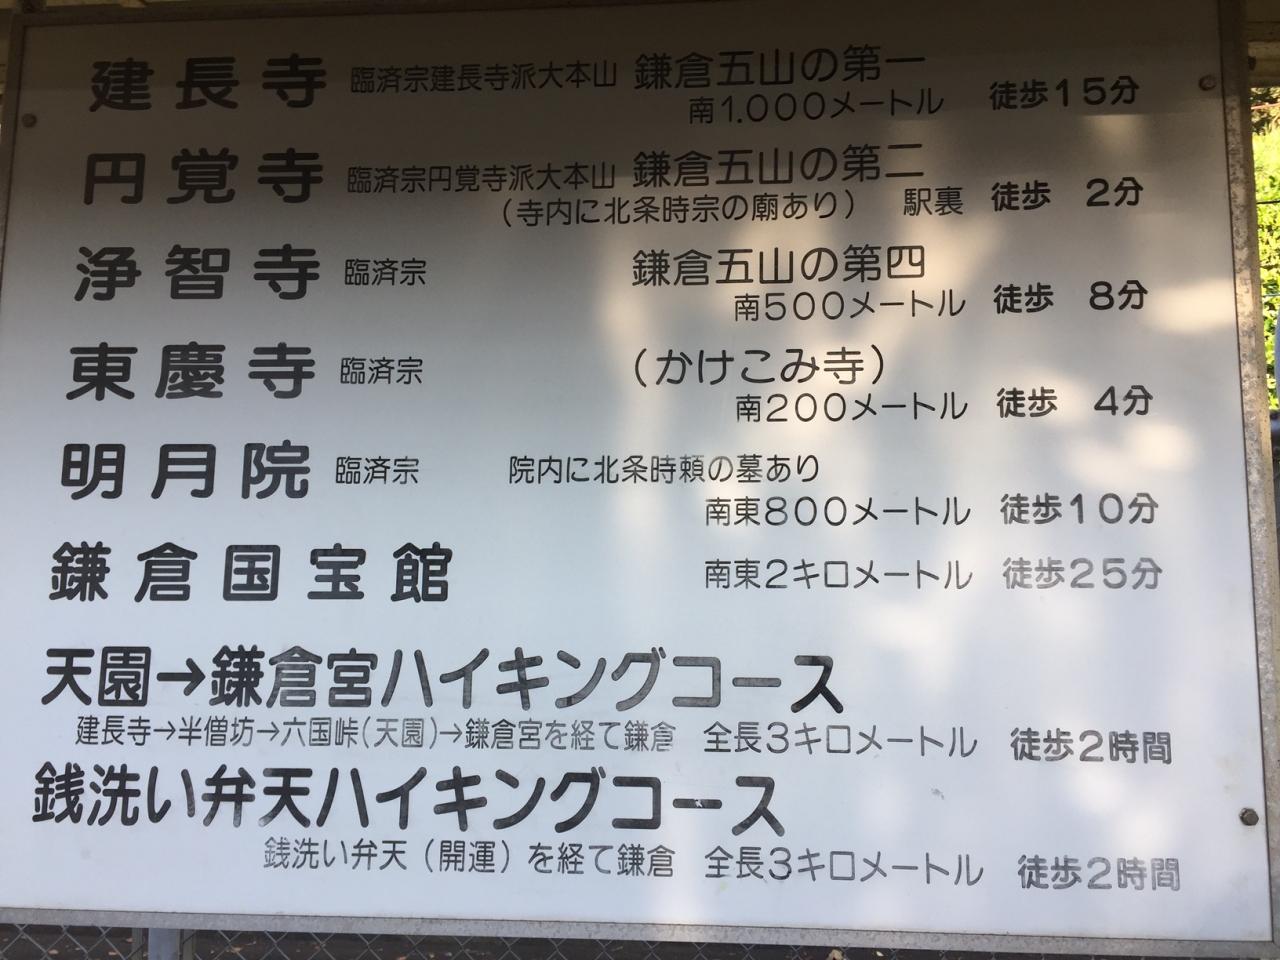 建長寺 臨済宗建長寺派大本山 鎌倉五山の第一
南1.000メートル 徒歩15分
円覚寺 臨済宗円覚寺派大本山 鎌倉五山の第二
(寺内に北条時宗の廟あり) 駅裏 徒歩 2分
浄智寺 臨済宗 鎌倉五山の第四
南500メートル 徒歩 8分
東慶寺 臨済宗 (かけこみ寺)
南200メートル 徒歩 4分
明月院 臨済宗 院内に北条時頼の墓あり
南東800メートル 徒歩10分
鎌倉国宝館 南東2キロメートル 徒歩25分
天園→鎌倉宮ハイキングコース
建長寺→半僧坊→六国峠(天園)→鎌倉宮を経て鎌倉 全長3キロメートル 徒歩2時間
銭洗い弁天ハイキングコース
銭洗い弁天(開運)を経て鎌倉 全長3キロメートル 徒歩2時間